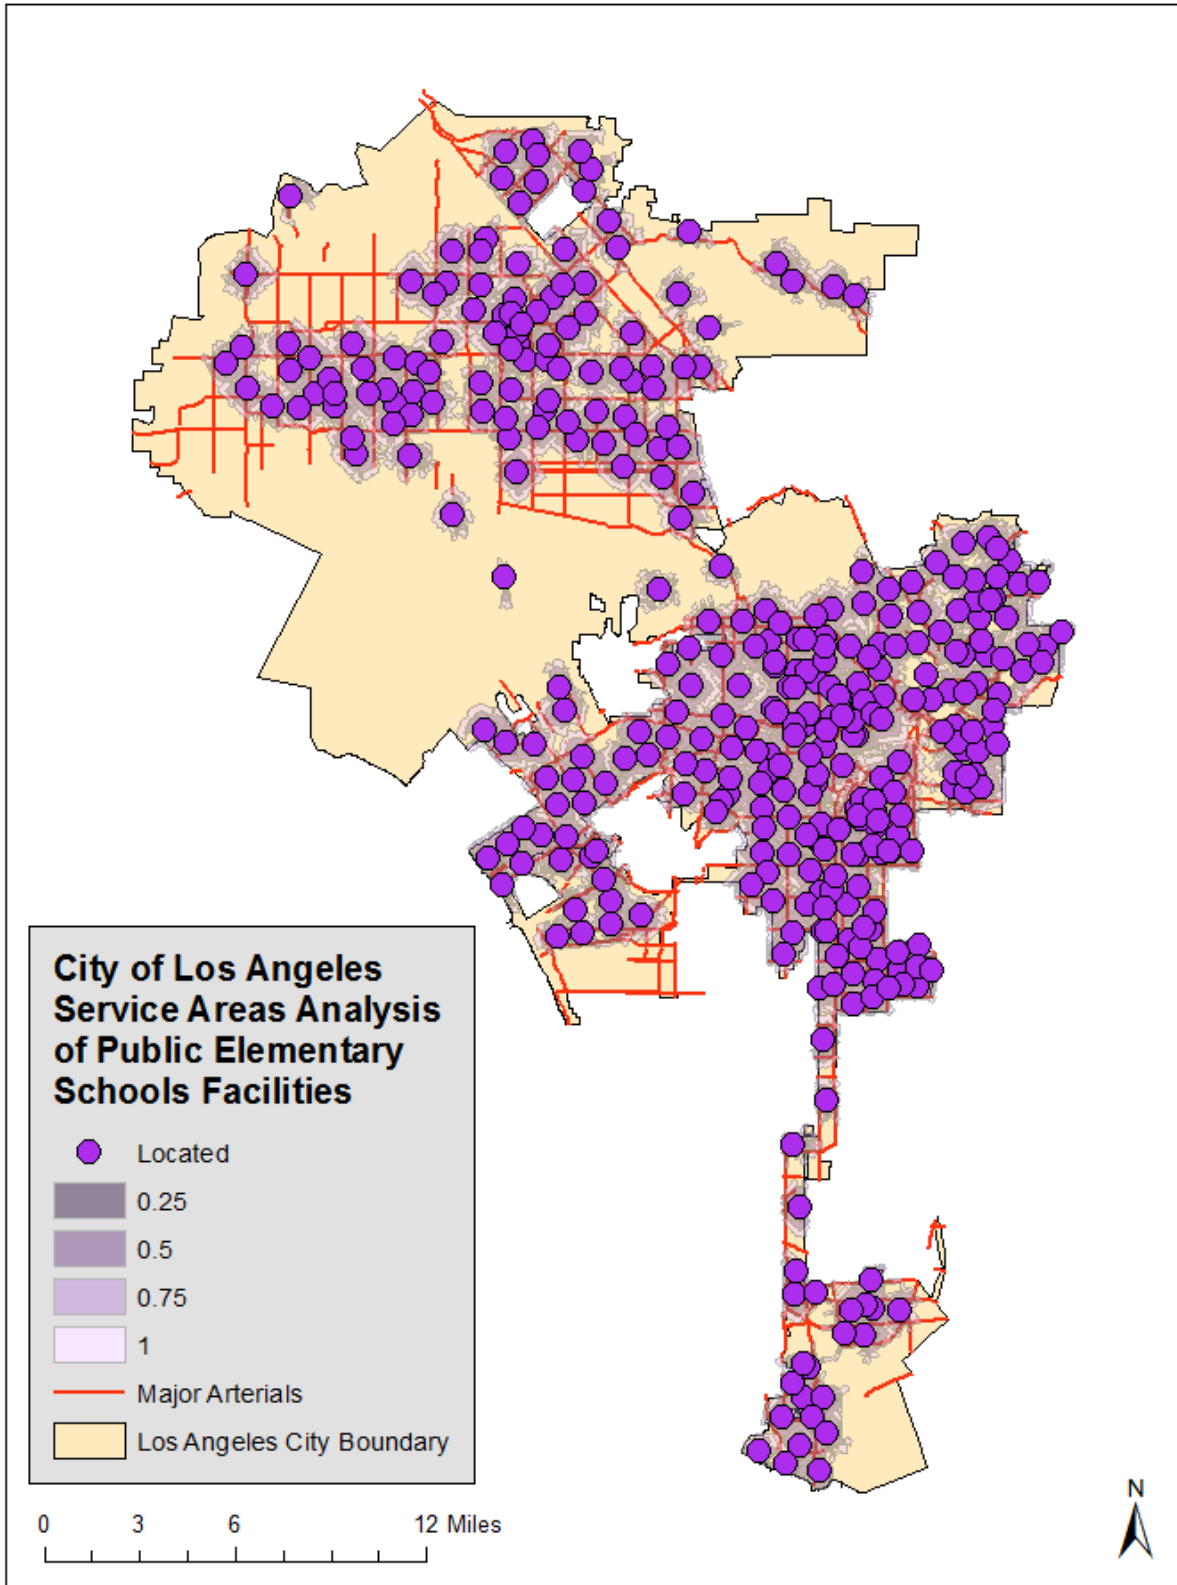 City of Los Angeles
Service Areas Analysis
of Public Elementary
Schools Facilities
Located
0.25
0.5
0.75
1
Major Arterials
Los Angeles City Boundary
0 3 6 12 Miles
N